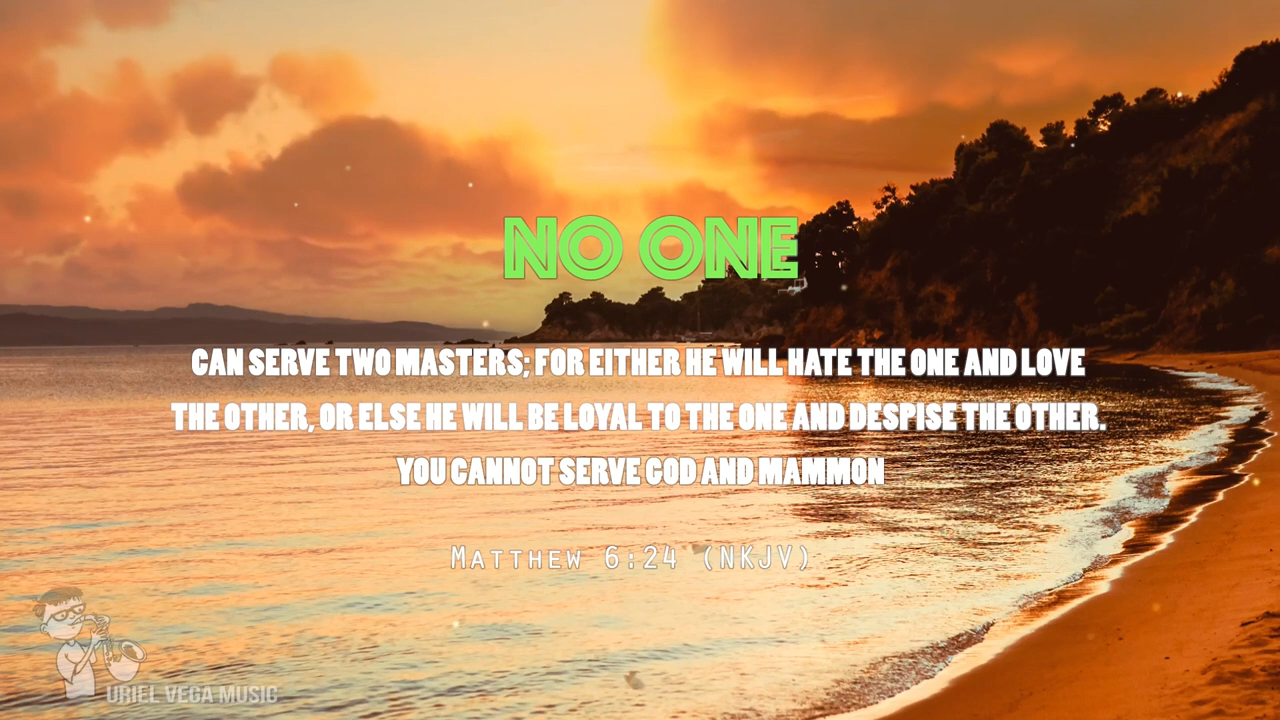 NO ONE
CAN SERVE TWO MASTERS; FOR EITHER HE WILL HATE THE ONE AND LOVE
THE OTHER, OR ELSE HE WILL BE LOYAL TO THE ONE AND DESPISE THE OTHER.
YOU CANNOT SERVE GOD AND MAMMON
Matthew 6:24 (NKJV)
URIEL VEGA MUSIC